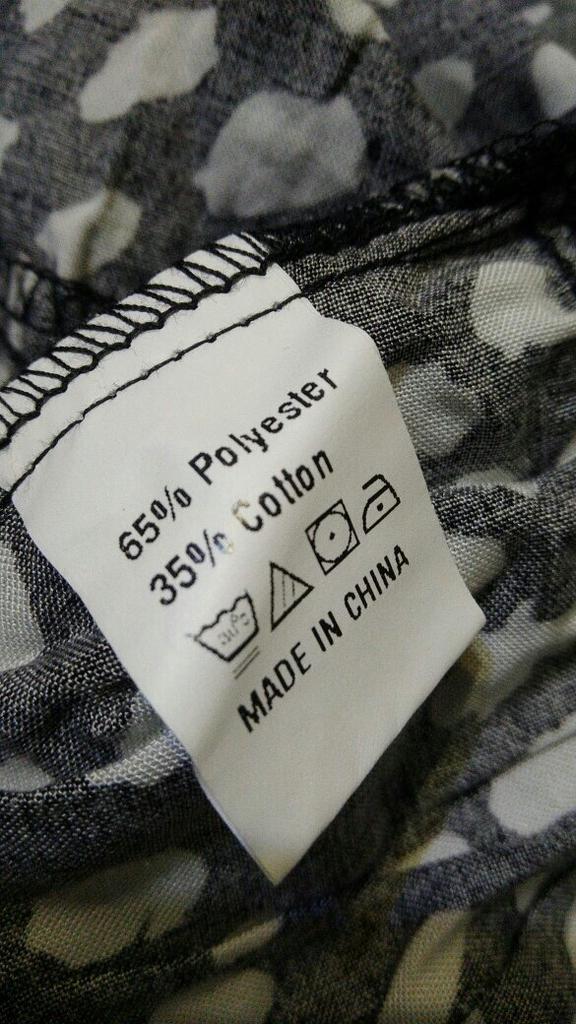 65% Polyester
35% Cotton
MADE IN CHINA